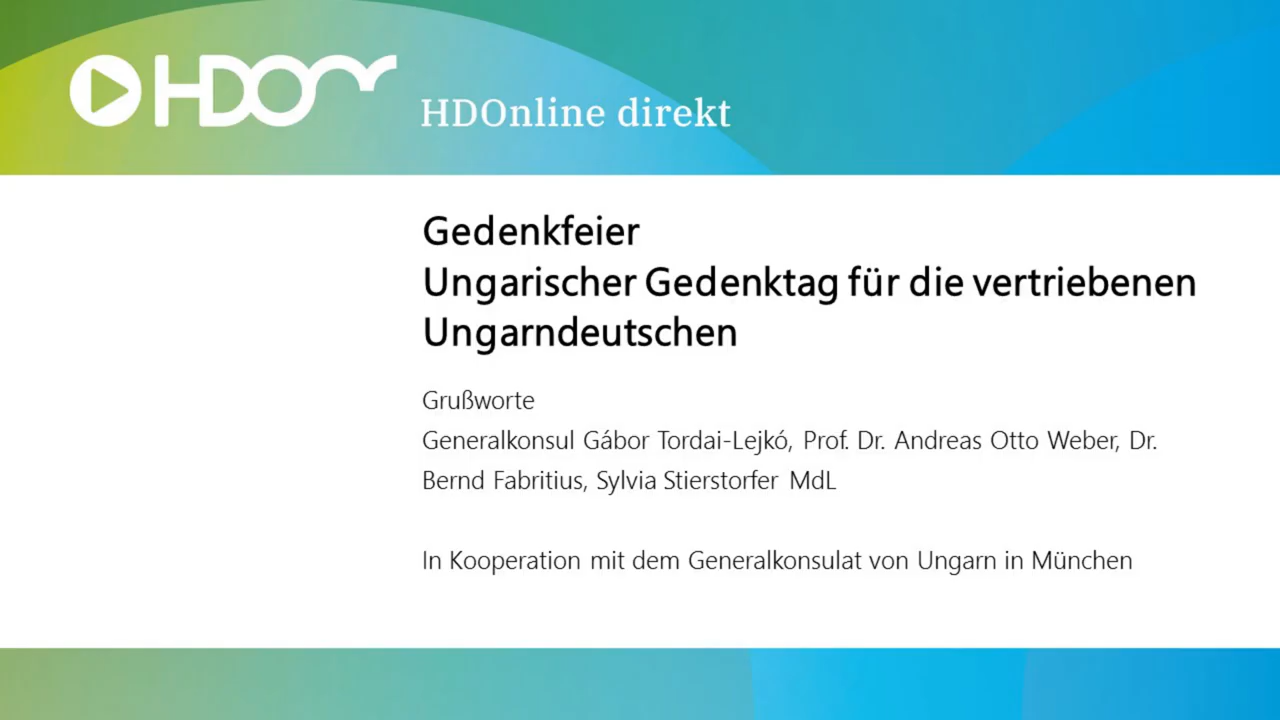 HDO
HDOnline direkt
Gedenkfeier
Ungarischer Gedenktag für die vertriebenen
Ungarndeutschen
Grußworte
Generalkonsul Gábor Tordai-Lejkó, Prof. Dr. Andreas Otto Weber, Dr.
Bernd Fabritius, Sylvia Stierstorfer MdL
In Kooperation mit dem Generalkonsulat von Ungarn in München